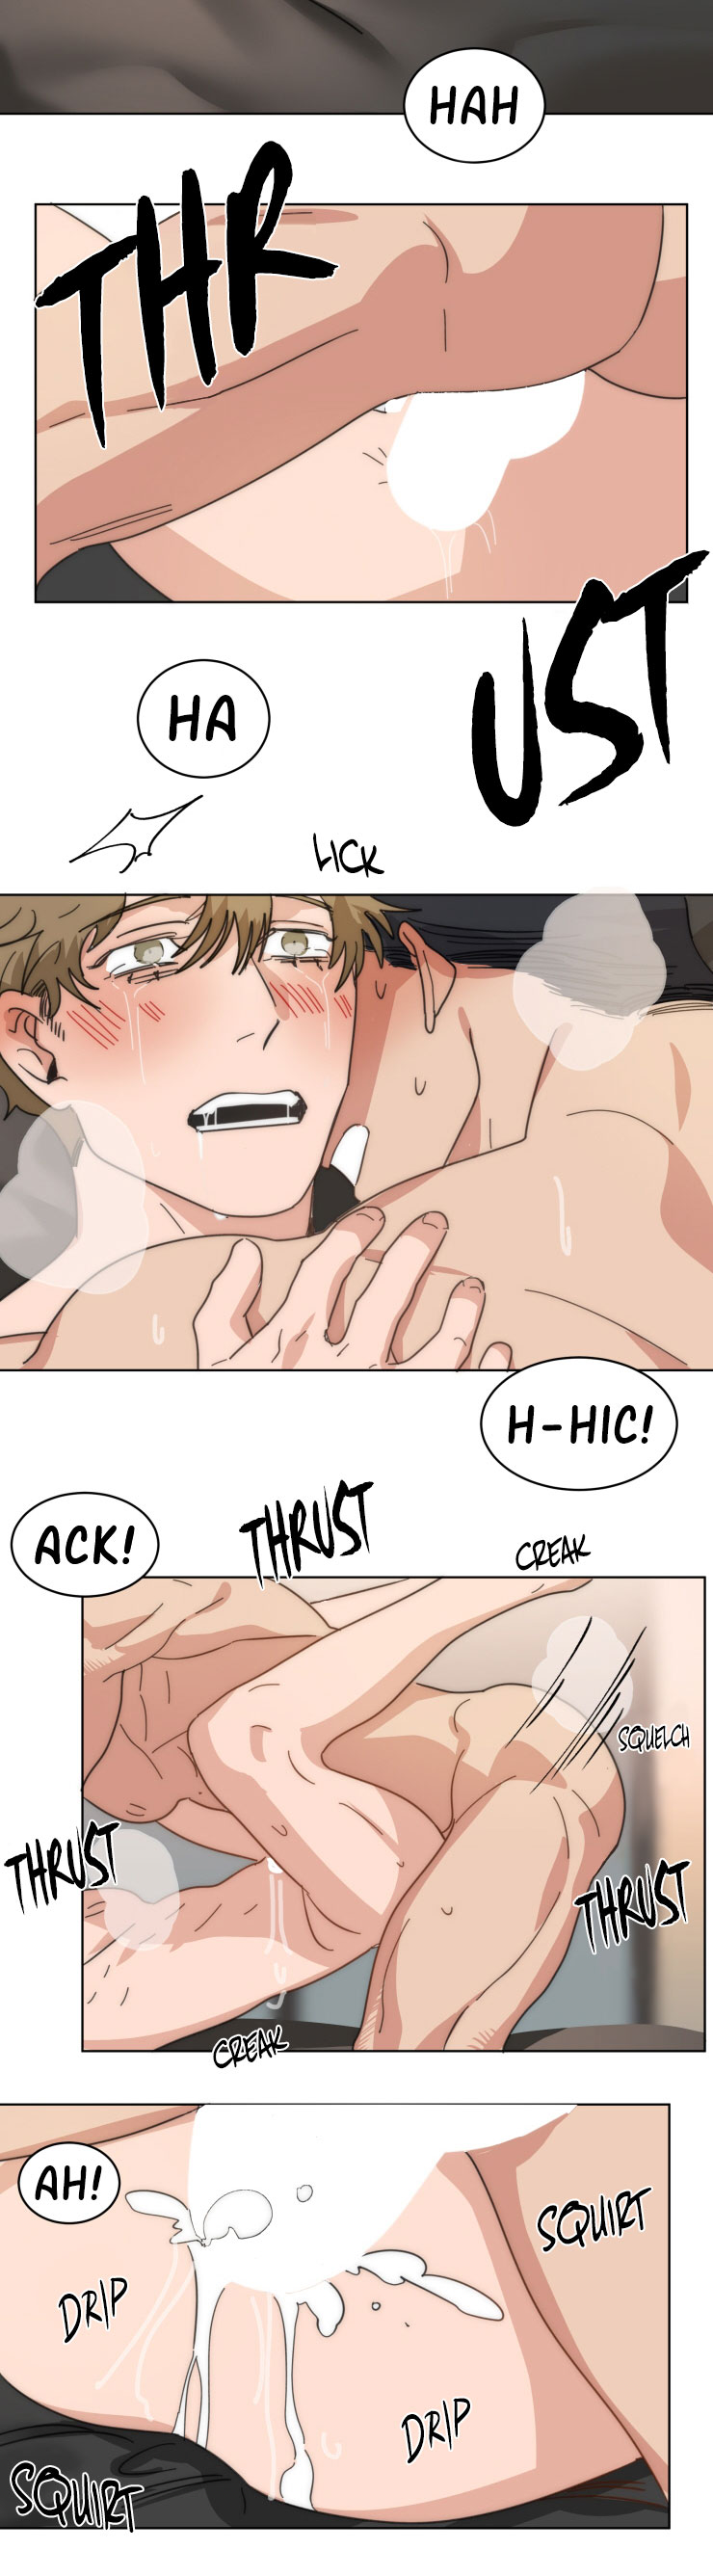 HAH
THR
UST
HA
LICK
H-HIC!
ACK!
THRUST
CREAK
SQUELCH
THRUST
THRUST
CREAK
AH!
SQUIRT
DRIP
DRIP
SQUIRT